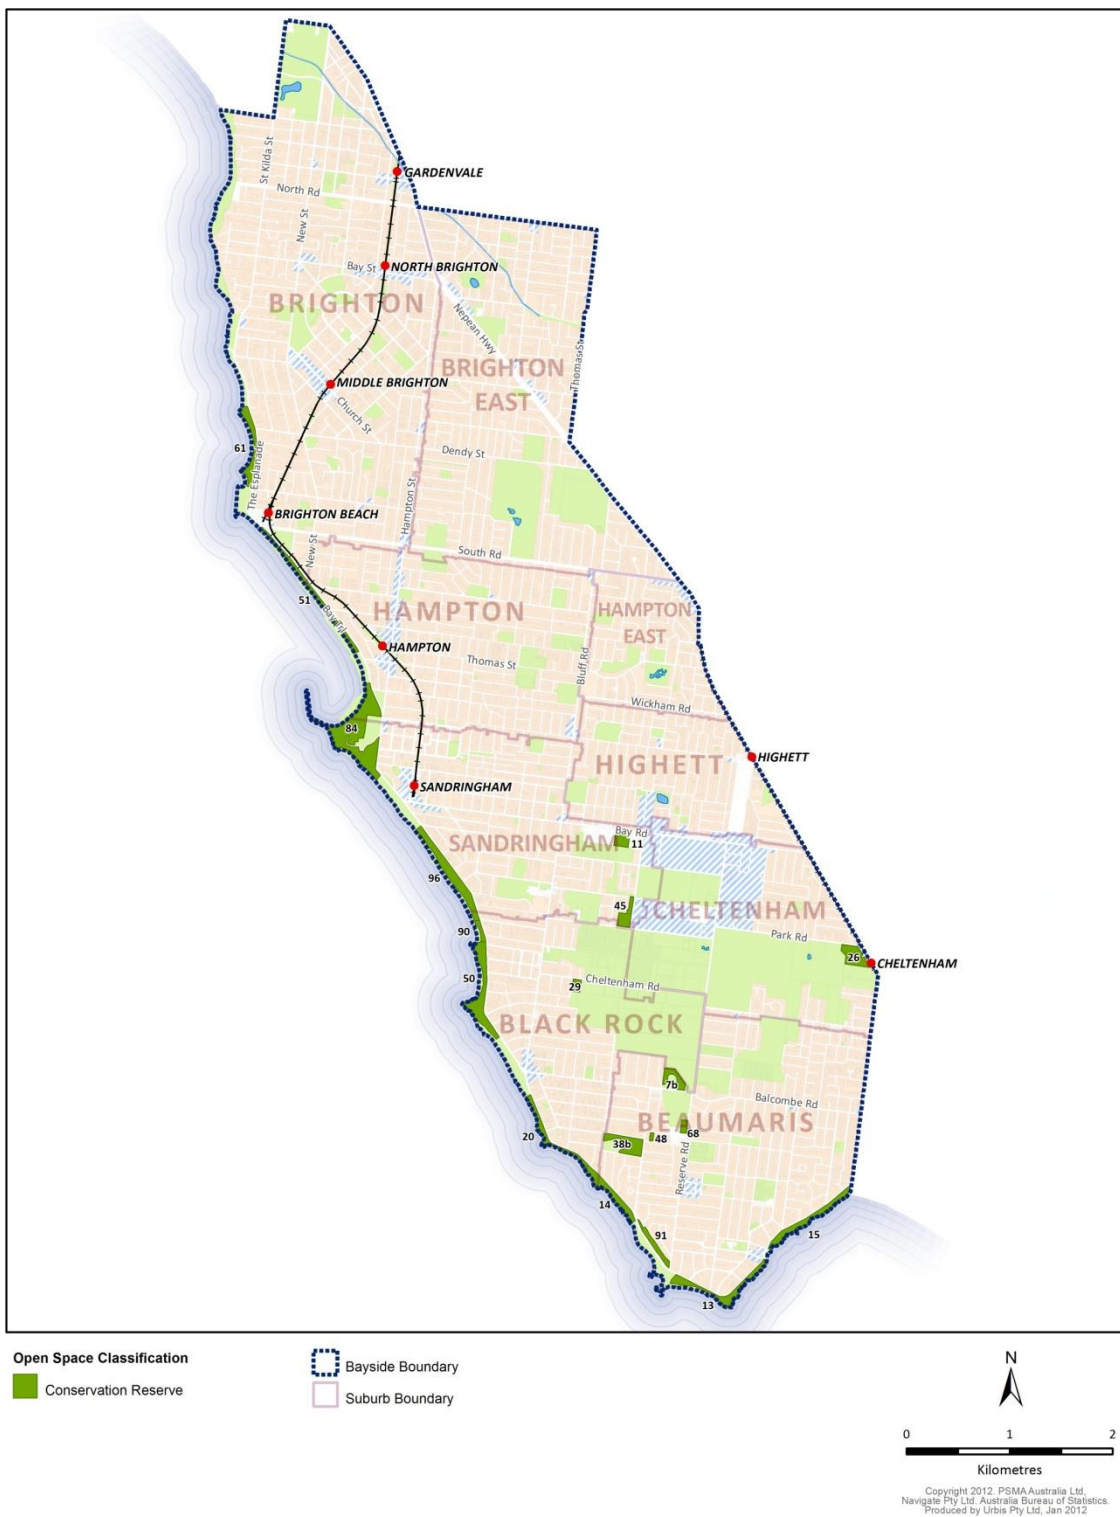 St Kilda St
GARDENVALE
North Rd
New St
Bay St
NORTH BRIGHTON
BRIGHTON
Nepean Hwy
Thomas St
BRIGHTON
EAST
MIDDLE BRIGHTON
Church St
61
The Esplanade
Dendy St
Hampton St
BRIGHTON BEACH
New St
South Rd
51
Bay Trl
HAMPTON
HAMPTON
EAST
HAMPTON
Thomas St
Bluff Rd
Wickham Rd
84
HIGHETT
HIGHETT
SANDRINGHAM
SANDRINGHAM
Bay Rd
11
96
45
CHELTENHAM
90
Park Rd
26
CHELTENHAM
50
29
Cheltenham Rd
BLACK ROCK
7b
Balcombe Rd
BEAUMARIS
20
38b
48
68
Reserve Rd
14
91
15
13
Open Space Classification
Conservation Reserve
Bayside Boundary
Suburb Boundary
N
0 1 2
Kilometres
Copyright 2012. PSMA Australia Ltd,
Navigate Pty Ltd. Australia Bureau of Statistics.
Produced by Urbis Pty Ltd, Jan 2012